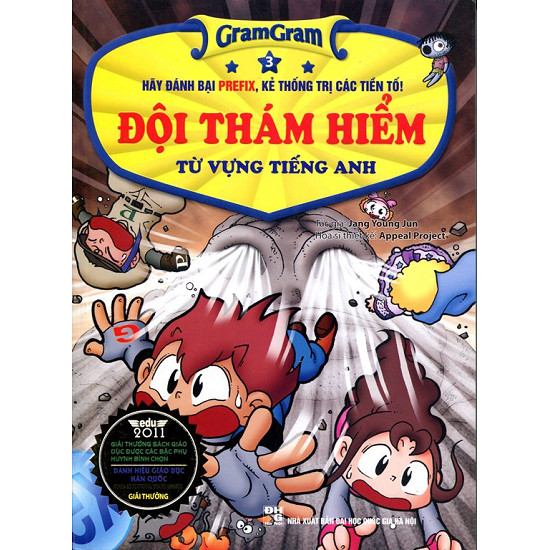 GramGram
3
HÃY ĐÁNH BẠI PREFIX, KẺ THỐNG TRỊ CÁC TIỀN TỐ!
ĐỘI THÁM HIỂM
TỪ VỰNG TIẾNG ANH
Tác giả: Jang Young Jun
Họa sĩ thiết kế: Appeal Project
P
G
edu
2011
GIẢI THƯỞNG SÁCH GIÁO
DỤC ĐƯỢC CÁC BẬC PHỤ
HUYNH BÌNH CHỌN
DANH HIỆU GIÁO DỤC
HÀN QUỐC
GIẢI THƯỞNG
NHÀ XUẤT BẢN ĐẠI HỌC QUỐC GIA HÀ NỘI